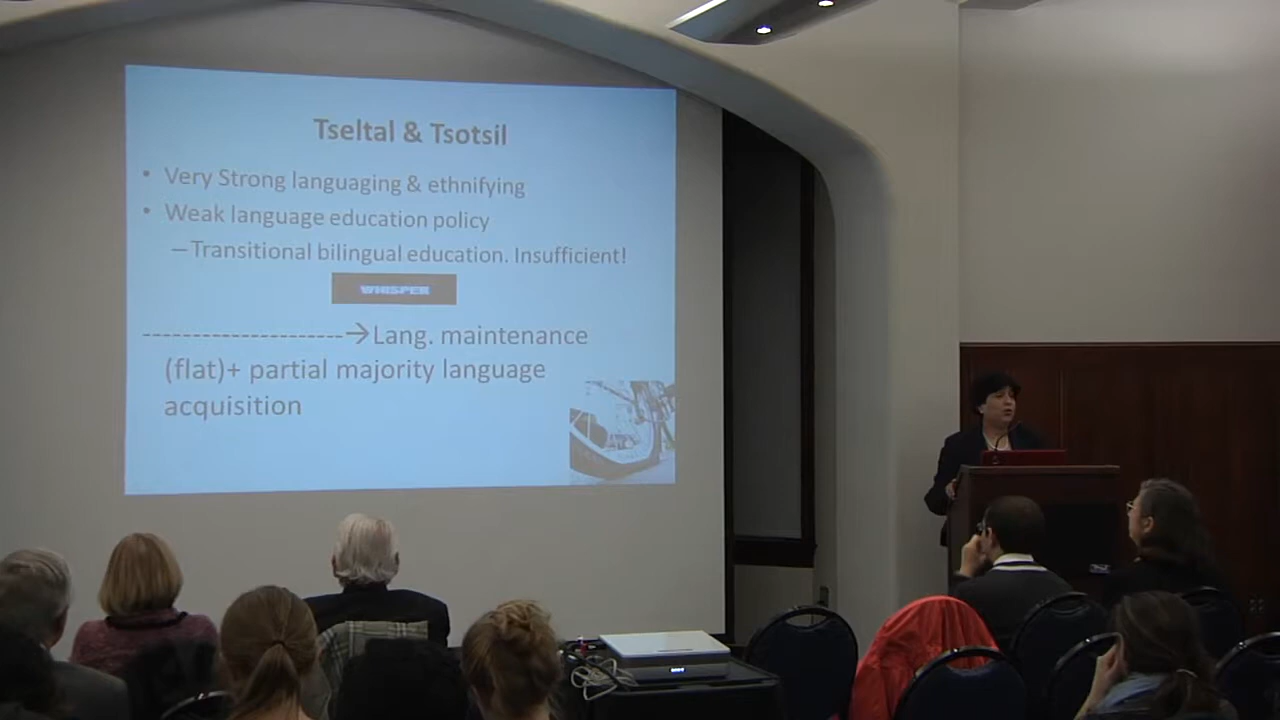 Tseltal & Tsotsil
• Very Strong languaging & ethnifying
• Weak language education policy
–Transitional bilingual education. Insufficient!
WHISPER
---------------------→Lang. maintenance
(flat)+ partial majority language
acquisition